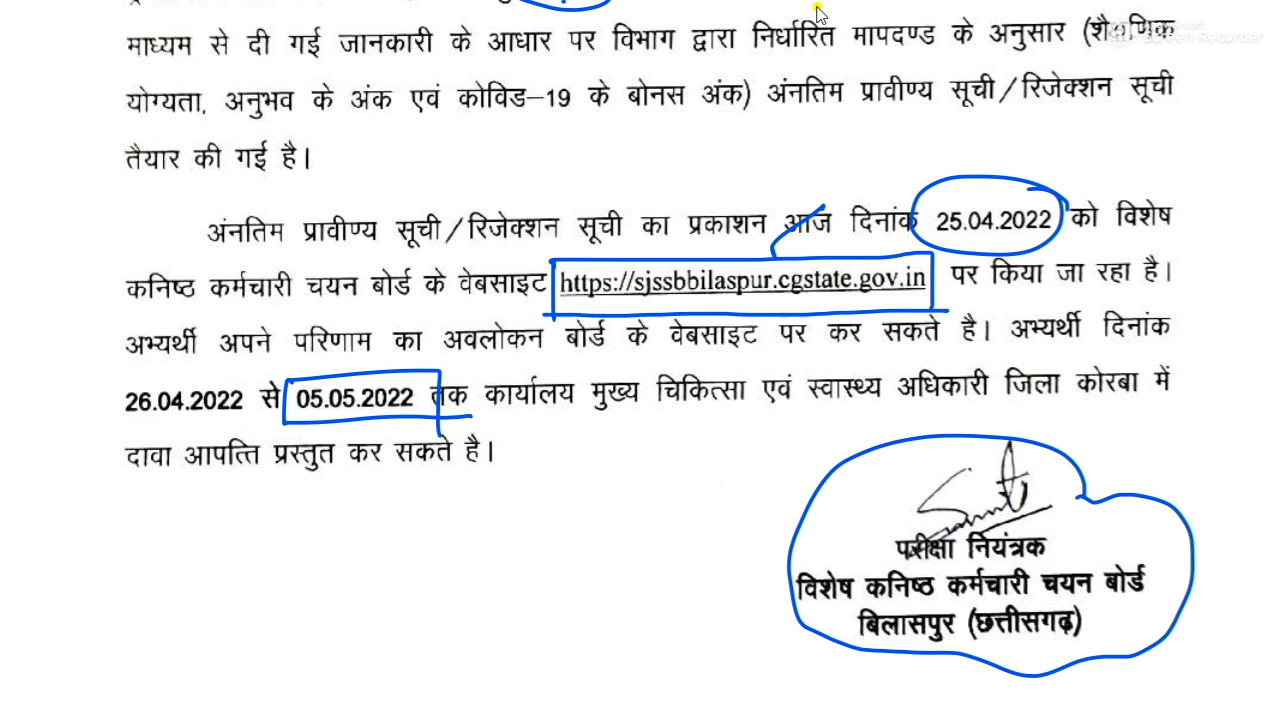 माध्यम से दी गई जानकारी के आधार पर विभाग द्वारा निर्धारित मापदण्ड के अनुसार (शैक्षणिक
योग्यता, अनुभव के अंक एवं कोविड–19 के बोनस अंक) अंनतिम प्रावीण्य सूची/रिजेक्शन सूची
तैयार की गई है।
अंनतिम प्रावीण्य सूची/रिजेक्शन सूची का प्रकाशन आज दिनांक 25.04.2022 को विशेष
कनिष्ठ कर्मचारी चयन बोर्ड के वेबसाइट https://sjssbbilaspur.cgstate.gov.in पर किया जा रहा है।
अभ्यर्थी अपने परिणाम का अवलोकन बोर्ड के वेबसाइट पर कर सकते है। अभ्यर्थी दिनांक
26.04.2022 से 05.05.2022 तक कार्यालय मुख्य चिकित्सा एवं स्वास्थ्य अधिकारी जिला कोरबा में
दावा आपत्ति प्रस्तुत कर सकते है।
परीक्षा नियंत्रक
विशेष कनिष्ठ कर्मचारी चयन बोर्ड
बिलासपुर (छत्तीसगढ़)